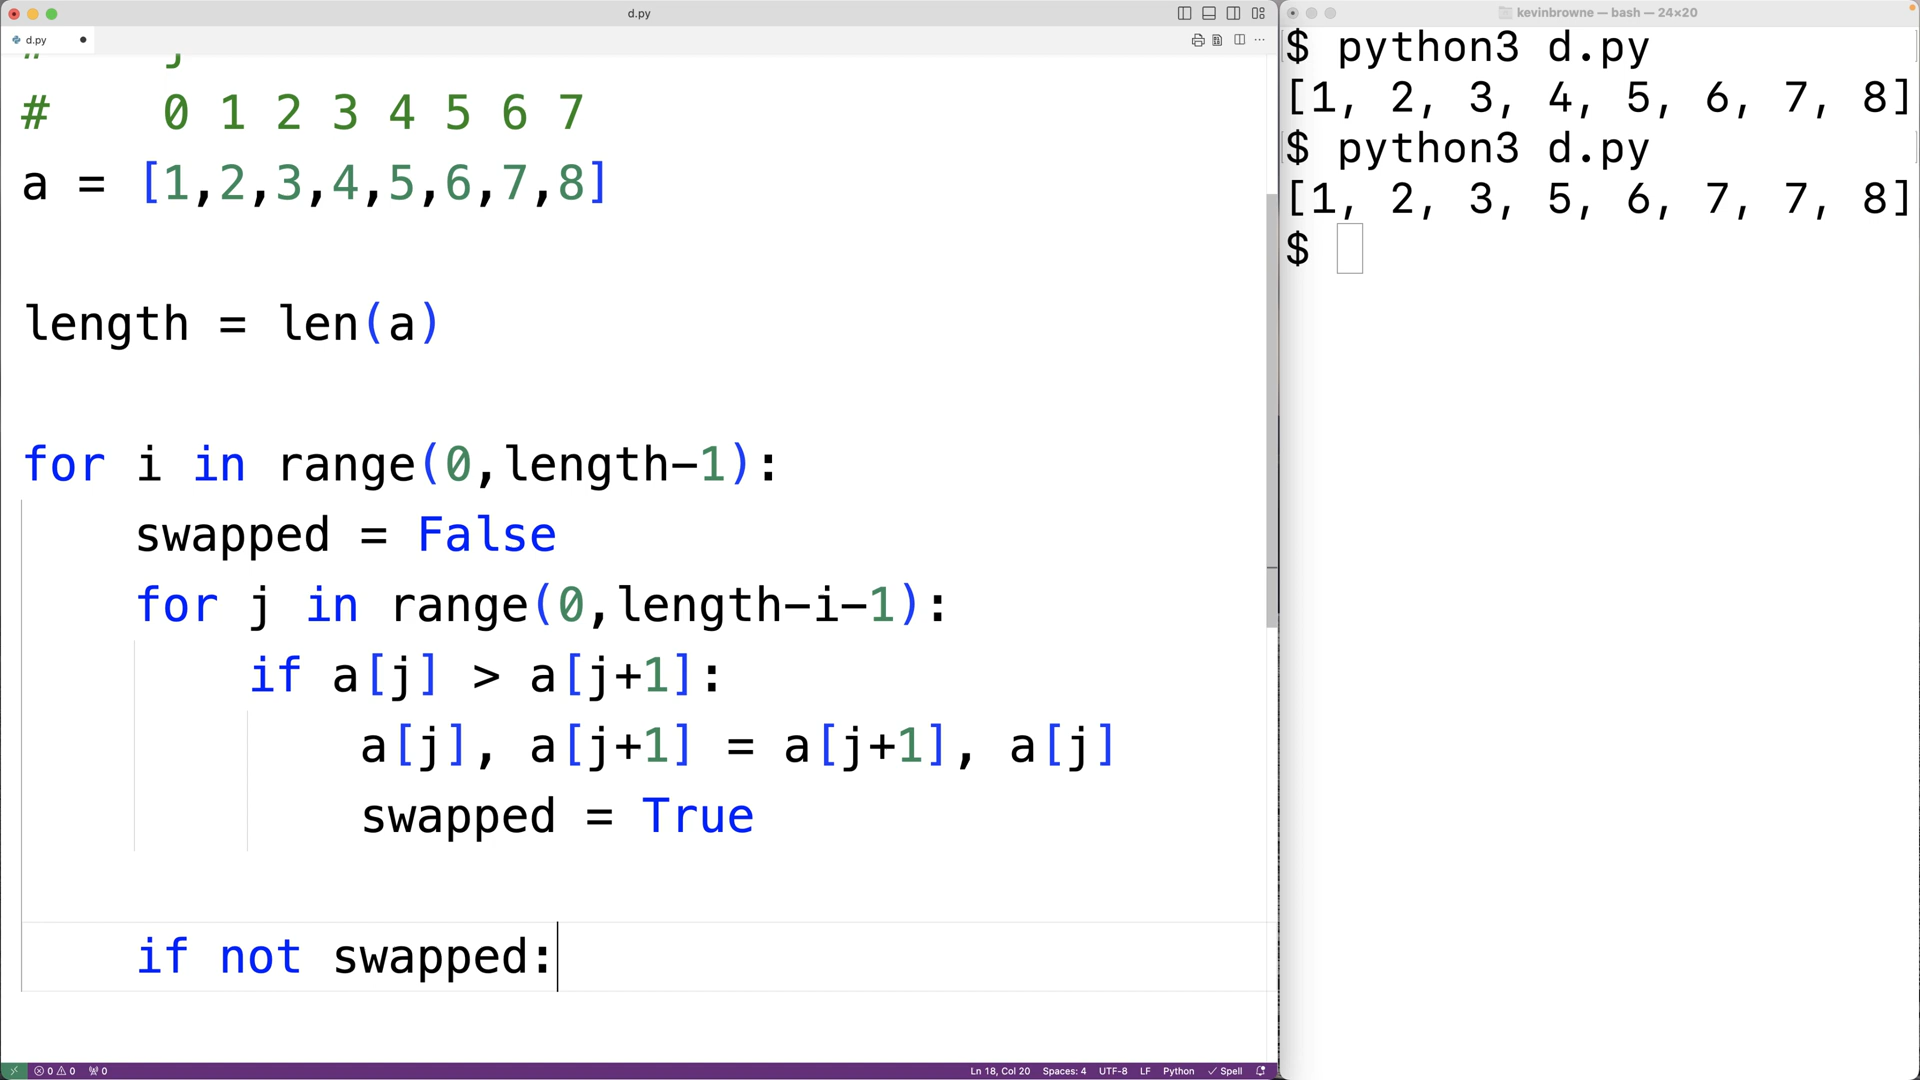 d.py
kevinbrowne — bash — 24×20
d.py
# j
# 0 1 2 3 4 5 6 7
a = [1,2,3,4,5,6,7,8]
length = len(a)
for i in range(0,length-1):
swapped = False
for j in range(0,length-i-1):
if a[j] > a[j+1]:
a[j], a[j+1] = a[j+1], a[j]
swapped = True
if not swapped:
$ python3 d.py
[1, 2, 3, 4, 5, 6, 7, 8]
$ python3 d.py
[1, 2, 3, 5, 6, 7, 7, 8]
$
0 0 0 Ln 18, Col 20 Spaces: 4 UTF-8 LF Python Spell